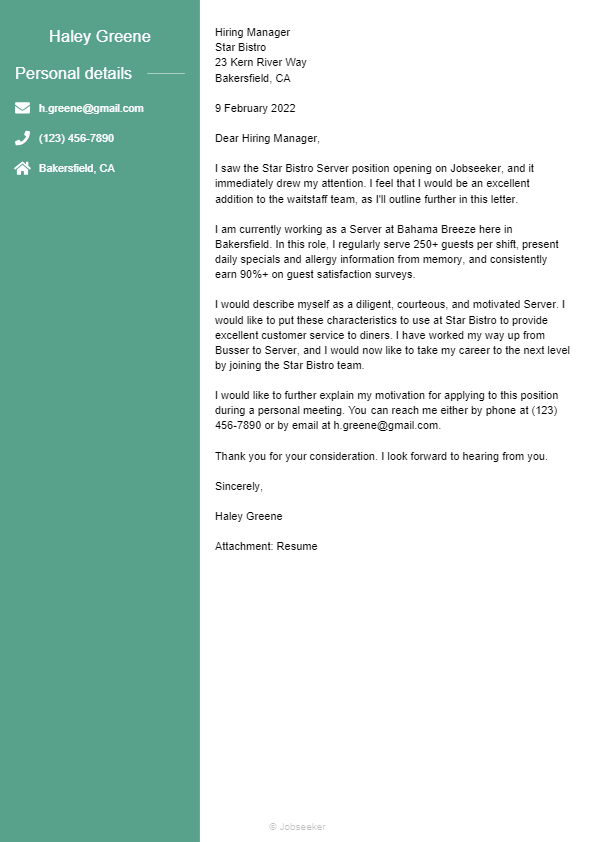 Haley Greene
Personal details
h.greene@gmail.com
(123) 456-7890
Bakersfield, CA
Hiring Manager
Star Bistro
23 Kern River Way
Bakersfield, CA
9 February 2022
Dear Hiring Manager,
I saw the Star Bistro Server position opening on Jobseeker, and it
immediately drew my attention. I feel that I would be an excellent
addition to the waitstaff team, as I'll outline further in this letter.
I am currently working as a Server at Bahama Breeze here in
Bakersfield. In this role, I regularly serve 250+ guests per shift, present
daily specials and allergy information from memory, and consistently
earn 90%+ on guest satisfaction surveys.
I would describe myself as a diligent, courteous, and motivated Server. I
would like to put these characteristics to use at Star Bistro to provide
excellent customer service to diners. I have worked my way up from
Busser to Server, and I would now like to take my career to the next level
by joining the Star Bistro team.
I would like to further explain my motivation for applying to this position
during a personal meeting. You can reach me either by phone at (123)
456-7890 or by email at h.greene@gmail.com.
Thank you for your consideration. I look forward to hearing from you.
Sincerely,
Haley Greene
Attachment: Resume
© Jobseeker